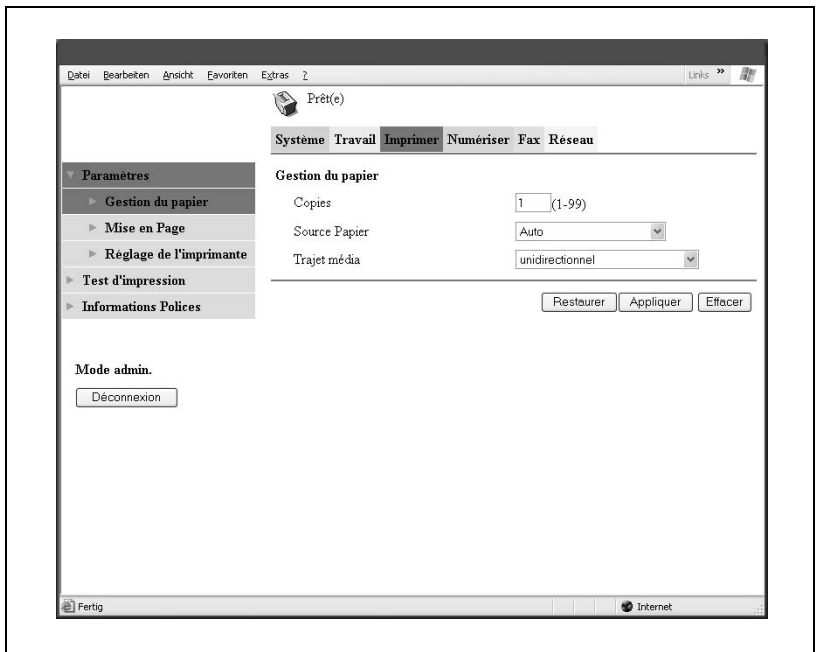 Datei Bearbeiten Ansicht Favoriten Extras ? Links »
Prêt(e)
Système Travail Imprimer Numériser Fax Réseau
Paramètres
Gestion du papier
Mise en Page
Réglage de l'imprimante
Test d'impression
Informations Polices
Mode admin.
Déconnexion
Gestion du papier
Copies 1 (1-99)
Source Papier Auto
Trajet média unidirectionnel
Restaurer Appliquer Effacer
Fertig Internet